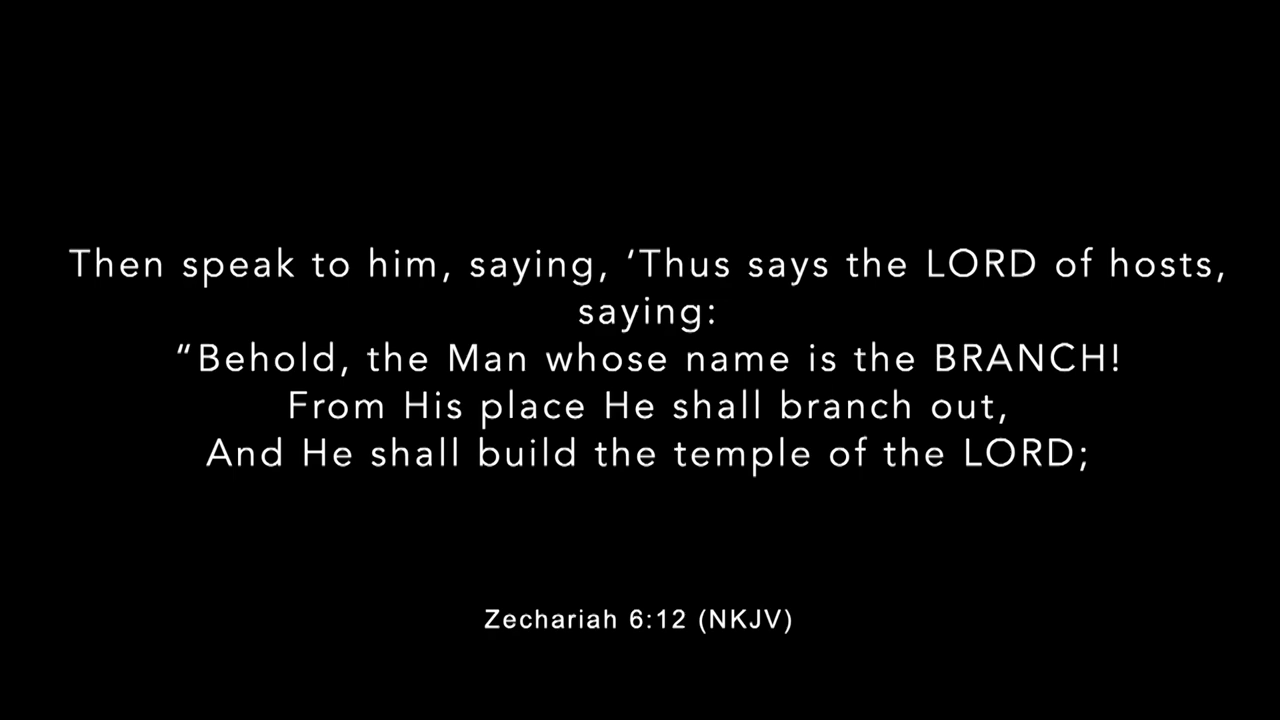 Then speak to him, saying, ‘Thus says the LORD of hosts,
saying:
“Behold, the Man whose name is the BRANCH!
From His place He shall branch out,
And He shall build the temple of the LORD;
Zechariah 6:12 (NKJV)